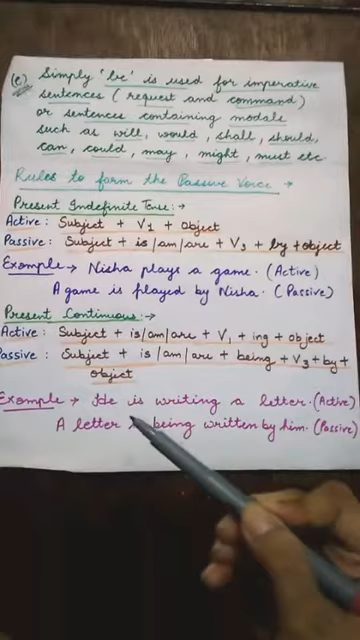 (e) Simply 'be' is used for imperative
sentences (request and command)
or sentences containing modals
such as will, would, shall, should,
can, could, may, might, must etc.
Rules to form the Passive Voice →
Present Indefinite Tense:→
Active: Subject + V1 + object
Passive: Subject + is/am/are + V3 + by + object
Example → Nisha plays a game. (Active)
A game is played by Nisha. (Passive)
Present Continuous:→
Active: Subject + is/am/are + V1 + ing + object
Passive: Subject + is/am/are + being + V3 + by +
object
Example → He is writing a letter. (Active)
A letter being written by him. (Passive)